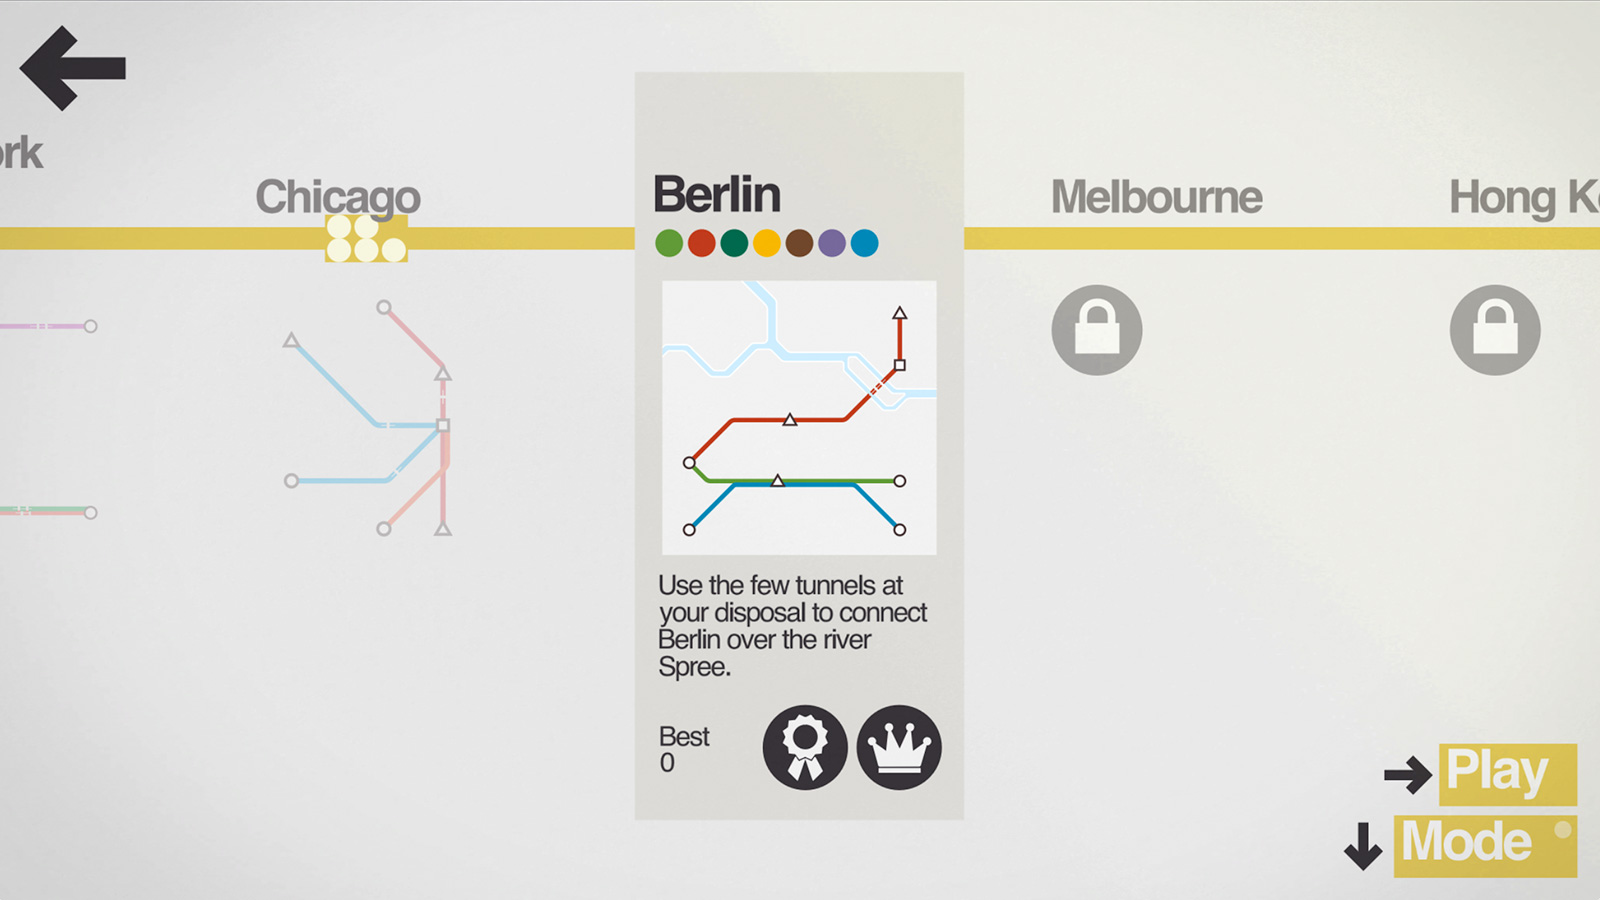 Chicago
Berlin
Melbourne
Use the few tunnels at
your disposal to connect
Berlin over the river
Spree.
Best
0
Play
Mode
Hong